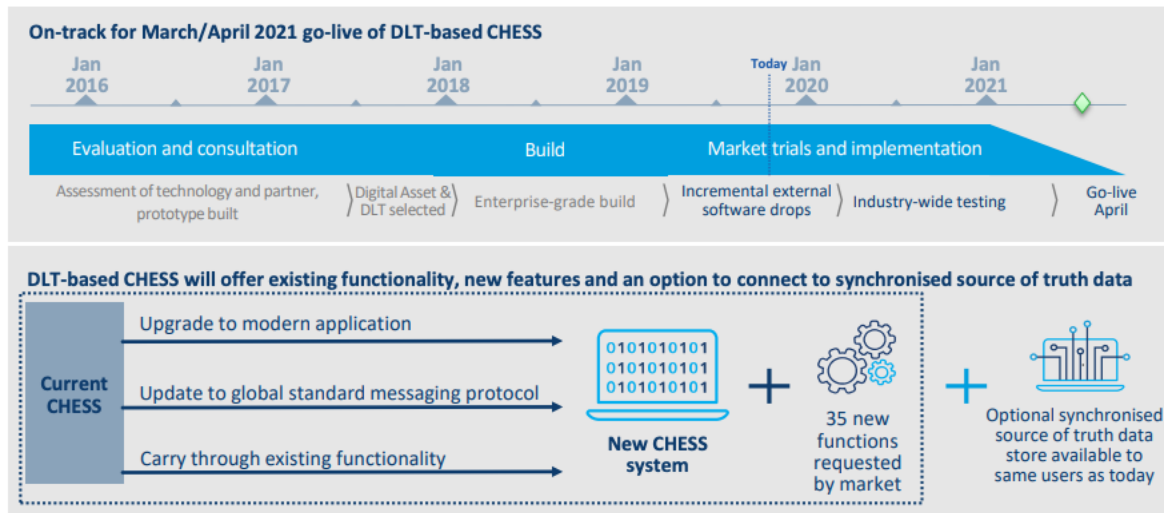 On-track for March/April 2021 go-live of DLT-based CHESS
Today
Jan
2016
Jan
2017
Jan
2018
Jan
2019
Jan
2020
Jan
2021
Evaluation and consultation
Build
Market trials and implementation
Assessment of technology and partner,
prototype built
Digital Asset &
DLT selected
Enterprise-grade build
Incremental external
software drops
Industry-wide testing
Go-live
April
DLT-based CHESS will offer existing functionality, new features and an option to connect to synchronised source of truth data
Current
CHESS
Upgrade to modern application
Update to global standard messaging protocol
Carry through existing functionality
0101010101
0101010101
0101010101
New CHESS
system
+
35 new
functions
requested
by market
+
Optional synchronised
source of truth data
store available to
same users as today